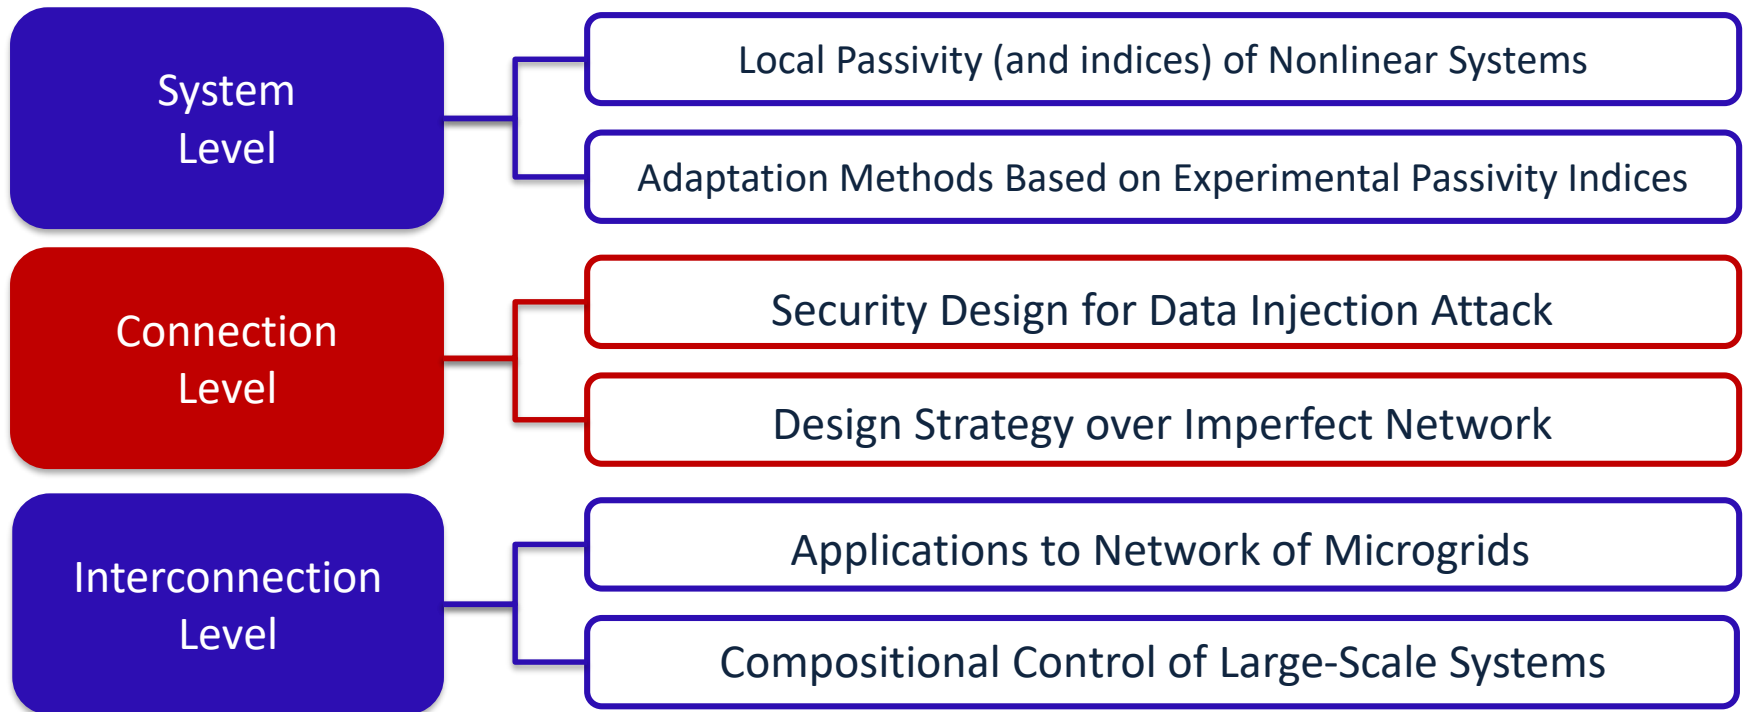 System
Level
Local Passivity (and indices) of Nonlinear Systems
Adaptation Methods Based on Experimental Passivity Indices
Connection
Level
Security Design for Data Injection Attack
Design Strategy over Imperfect Network
Interconnection
Level
Applications to Network of Microgrids
Compositional Control of Large-Scale Systems